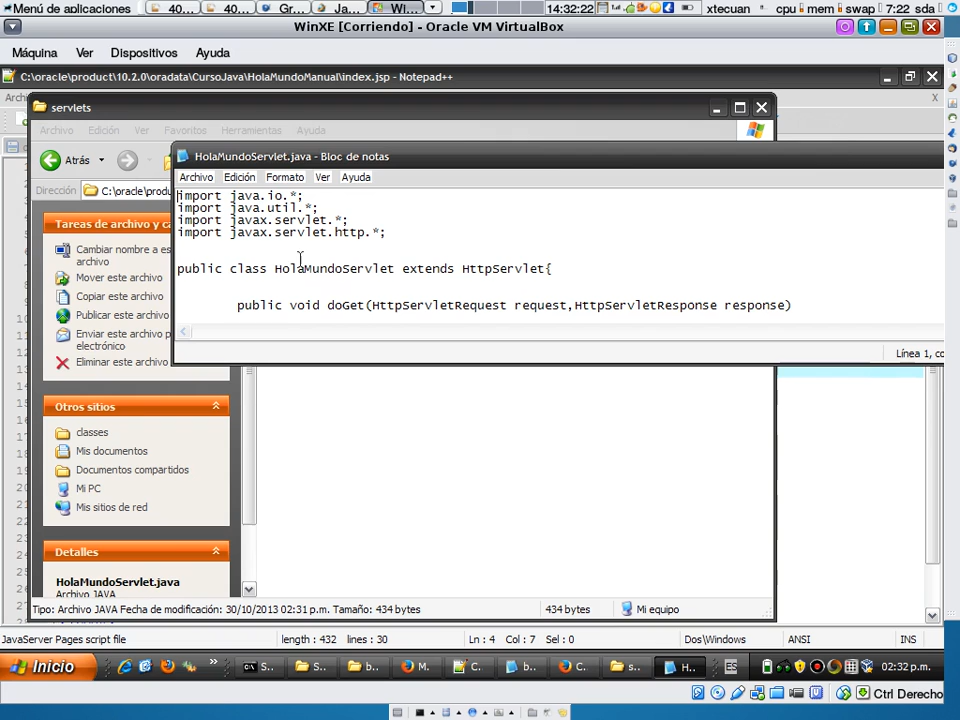 Menú de aplicaciones 40... 40... Gr... Ja... Wi... 14:32:22 xtecuan cpu mem swap 7:22 sda
WinXE [Corriendo] - Oracle VM VirtualBox
Máquina Ver Dispositivos Ayuda
C:\oracle\product\10.2.0\oradata\CursoJava\HolaMundoManual\index.jsp - Notepad++
Archi X
servlets
Archivo Edición Ver Favoritos Herramientas Ayuda
Atrás
HolaMundoServlet.java - Bloc de notas
Archivo Edición Formato Ver Ayuda
Dirección C:\oracle\produ
import java.io.*;
import java.util.*;
import javax.servlet.*;
import javax.servlet.http.*;
public class HolaMundoServlet extends HttpServlet{
public void doGet(HttpServletRequest request,HttpServletResponse response)
Línea 1, co
Tareas de archivo y ca
Cambiar nombre a es
archivo
Mover este archivo
Copiar este archivo
Publicar este archivo
Enviar este archivo p
electrónico
Eliminar este archivo
Otros sitios
classes
Mis documentos
Documentos compartidos
Mi PC
Mis sitios de red
Detalles
HolaMundoServlet.java
Archivo JAVA
Tipo: Archivo JAVA Fecha de modificación: 30/10/2013 02:31 p.m. Tamaño: 434 bytes 434 bytes Mi equipo
JavaServer Pages script file length : 432 lines : 30 Ln : 4 Col : 7 Sel : 0 Dos\Windows ANSI INS
Inicio » S... S... b... M... C... b... C... s... H... ES 02:32 p.m.
Ctrl Derecho